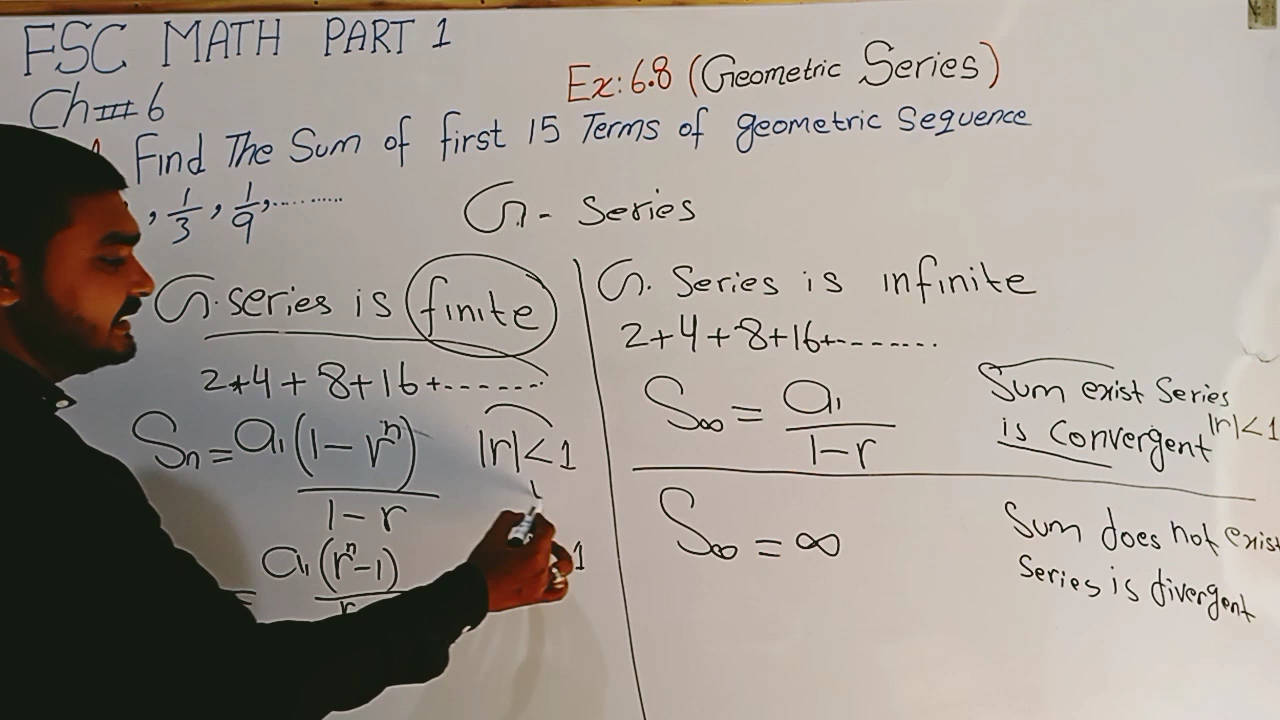 FSC MATH PART 1
Ch # 6
Ex: 6.8 (Geometric Series)
Find The Sum of first 15 Terms of geometric Sequence
, 1/3, 1/9, ............
G. - Series
G. series is finite
2+4+8+16+.......
Sn = a₁(1-rⁿ)/1-r |r|<1
= a₁(rⁿ-1)/r 1
G. Series is infinite
2+4+8+16+-------
S∞ = a₁/1-r
Sum exist Series
is Convergent |r|<1
S∞ = ∞
Sum does not exist
Series is divergent